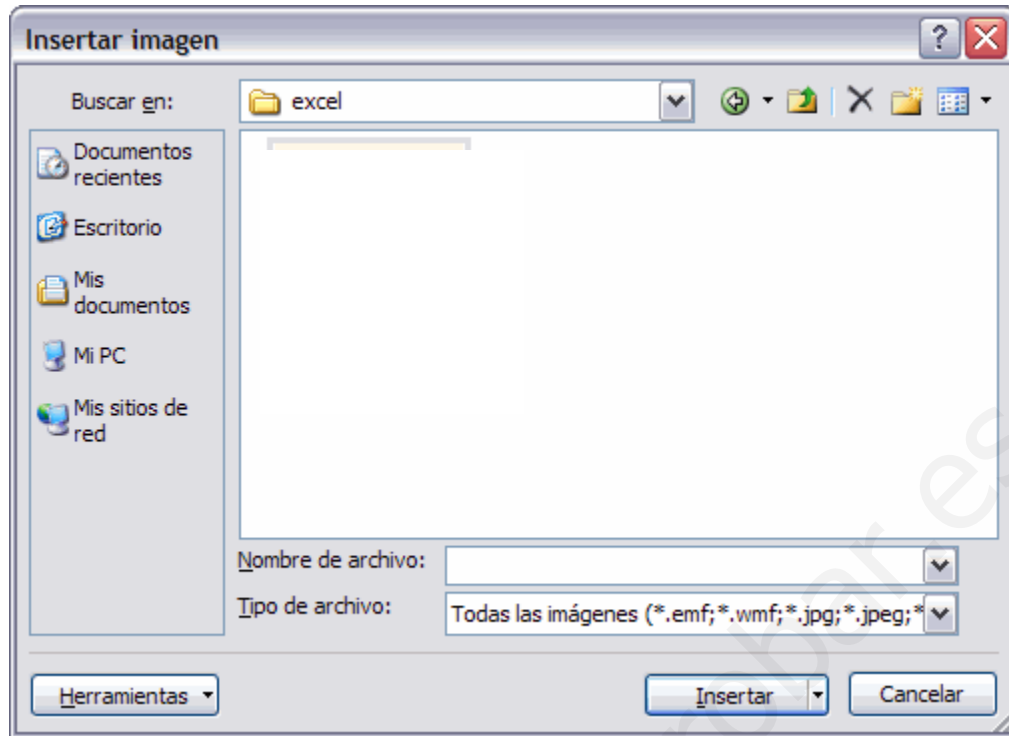 Insertar imagen
Buscar en:
excel
Documentos
recientes
Escritorio
Mis
documentos
Mi PC
Mis sitios de
red
Nombre de archivo:
Tipo de archivo:
Todas las imágenes (*.emf;*.wmf;*.jpg;*.jpeg;*
Herramientas
Insertar
Cancelar